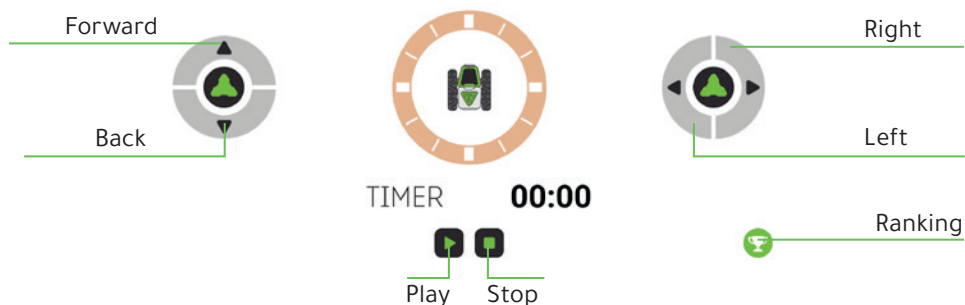 Forward
Right
Back
Left
TIMER 00:00
Ranking
Play Stop